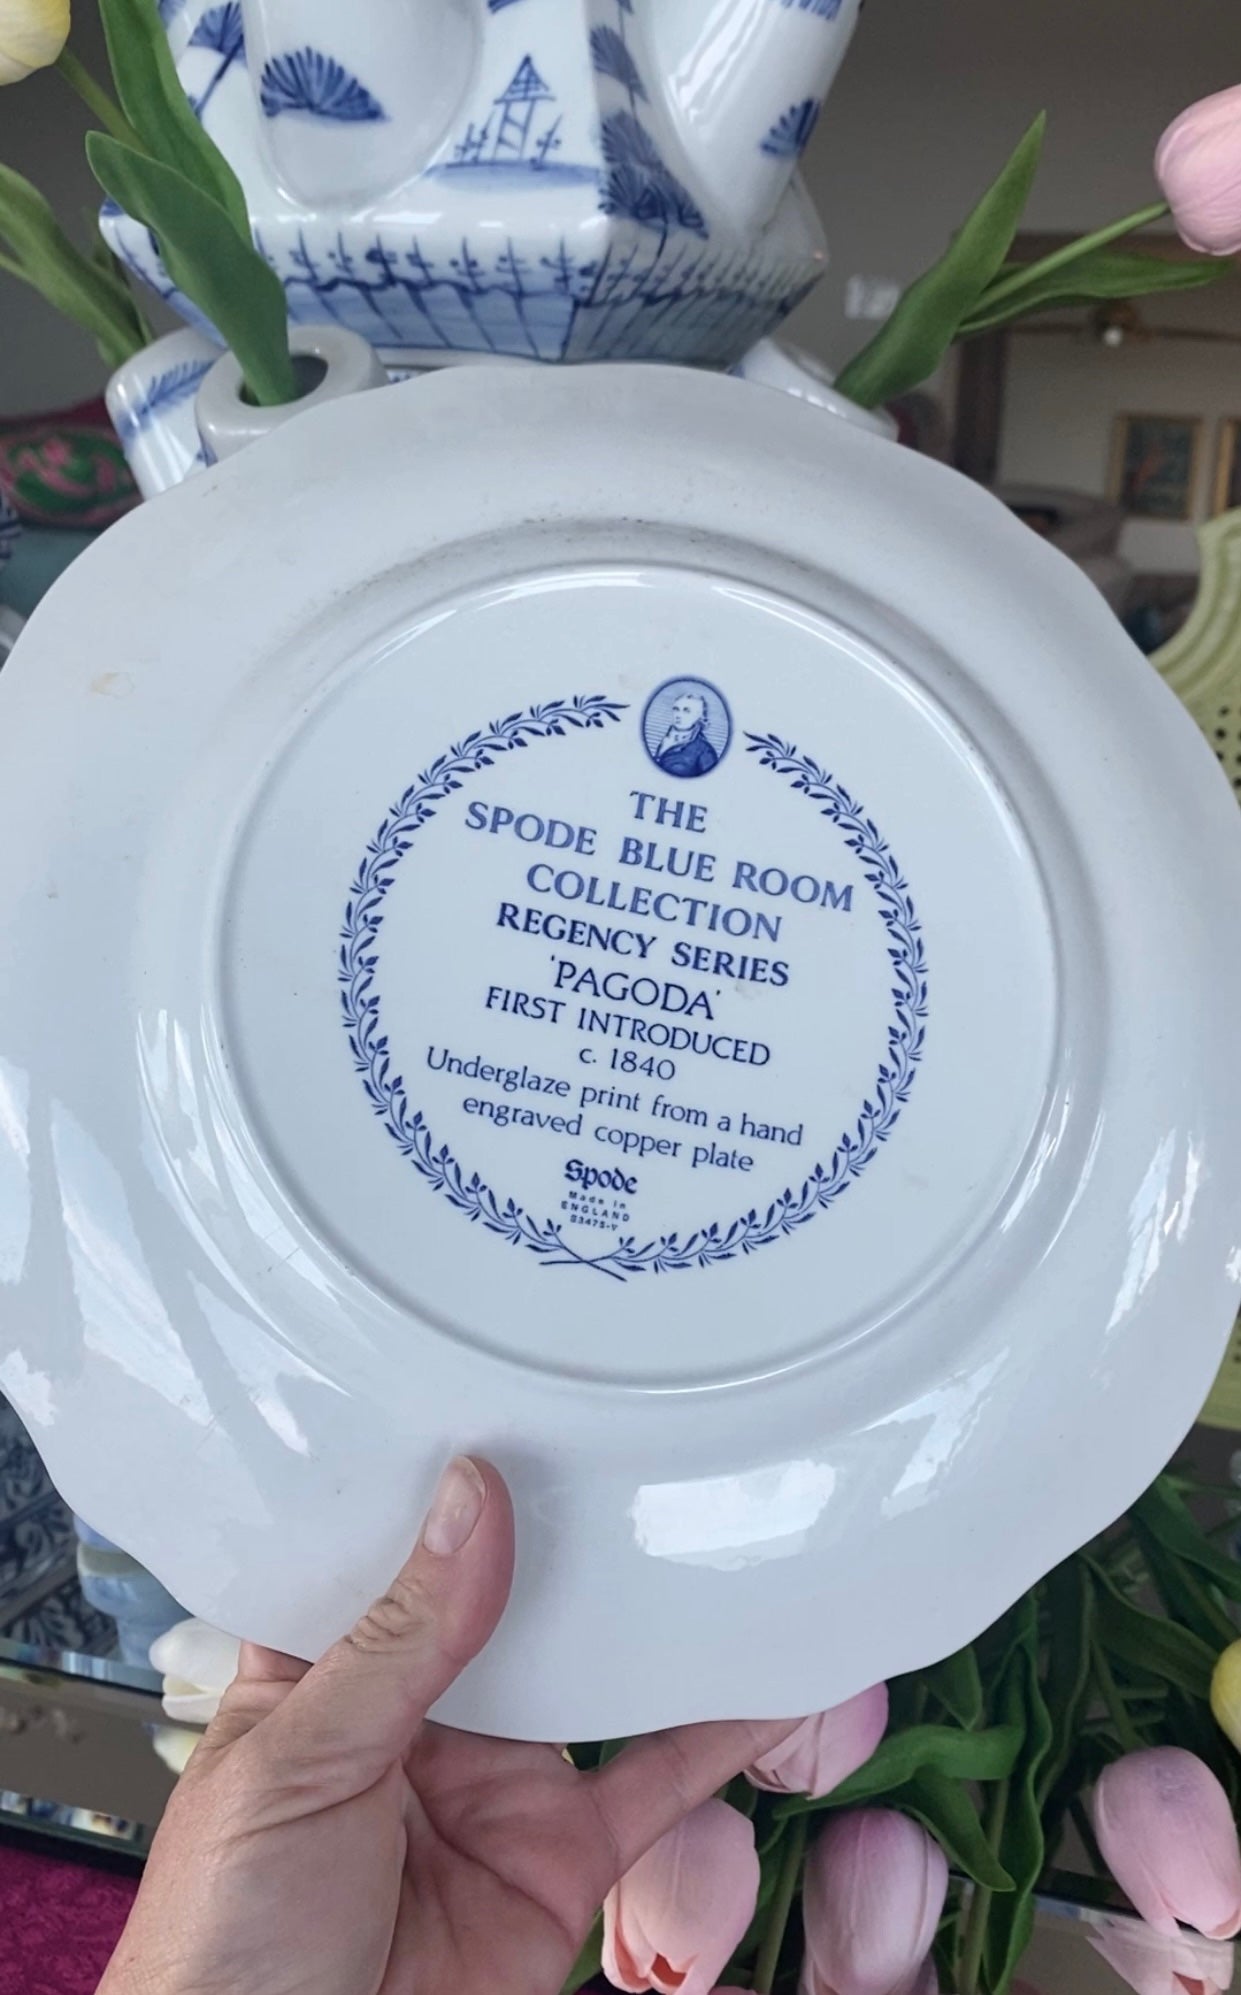 THE
SPODE BLUE ROOM
COLLECTION
REGENCY SERIES
'PAGODA'
FIRST INTRODUCED
c. 1840
Underglaze print from a hand
engraved copper plate
Spode
Made in
ENGLAND
S3475-V